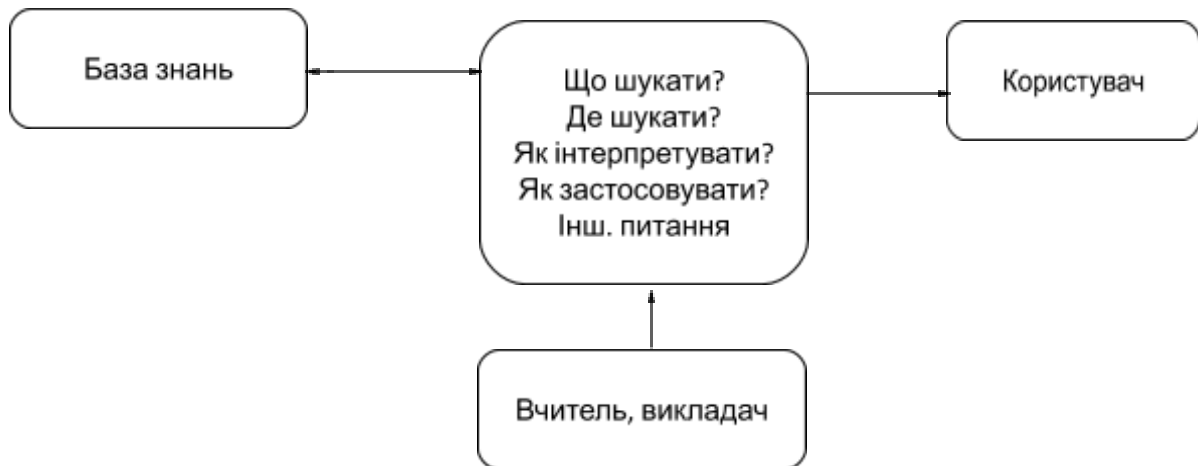 База знань
Що шукати?
Де шукати?
Як інтерпретувати?
Як застосовувати?
Інш. питання
Користувач
Вчитель, викладач